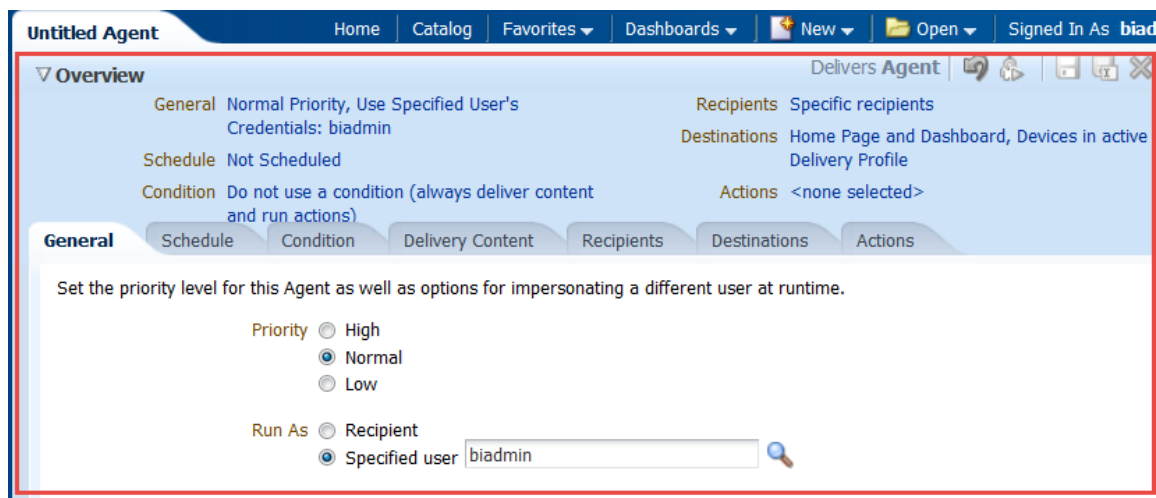 Untitled Agent
Home Catalog Favorites Dashboards New Open Signed In As biad
Overview
Delivers Agent
General Normal Priority, Use Specified User's
Credentials: biadmin
Recipients Specific recipients
Destinations Home Page and Dashboard, Devices in active
Delivery Profile
Schedule Not Scheduled
Condition Do not use a condition (always deliver content
and run actions)
Actions <none selected>
General Schedule Condition Delivery Content Recipients Destinations Actions
Set the priority level for this Agent as well as options for impersonating a different user at runtime.
Priority High
Normal
Low
Run As Recipient
Specified user biadmin